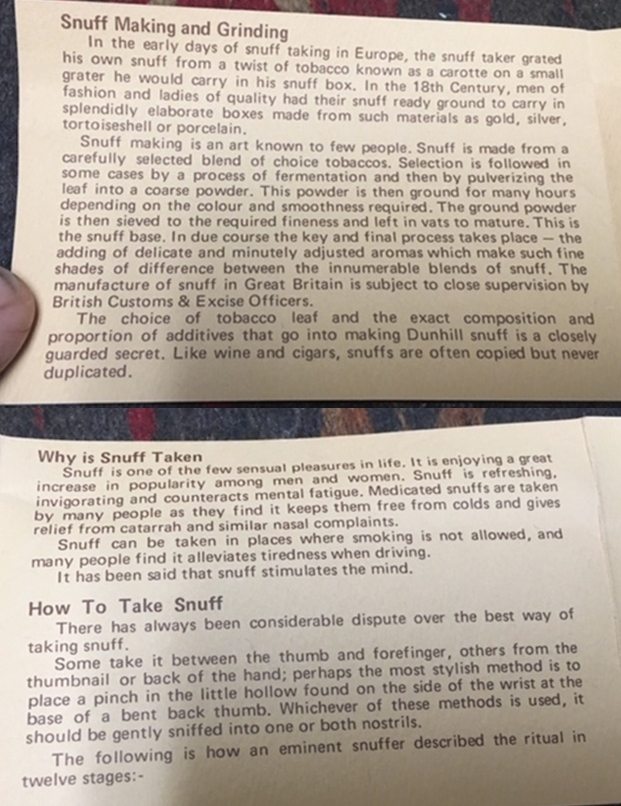 Snuff Making and Grinding
In the early days of snuff taking in Europe, the snuff taker grated
his own snuff from a twist of tobacco known as a carotte on a small
grater he would carry in his snuff box. In the 18th Century, men of
fashion and ladies of quality had their snuff ready ground to carry in
splendidly elaborate boxes made from such materials as gold, silver,
tortoiseshell or porcelain.
Snuff making is an art known to few people. Snuff is made from a
carefully selected blend of choice tobaccos. Selection is followed in
some cases by a process of fermentation and then by pulverizing the
leaf into a coarse powder. This powder is then ground for many hours
depending on the colour and smoothness required. The ground powder
is then sieved to the required fineness and left in vats to mature. This is
the snuff base. In due course the key and final process takes place — the
adding of delicate and minutely adjusted aromas which make such fine
shades of difference between the innumerable blends of snuff. The
manufacture of snuff in Great Britain is subject to close supervision by
British Customs & Excise Officers.
The choice of tobacco leaf and the exact composition and
proportion of additives that go into making Dunhill snuff is a closely
guarded secret. Like wine and cigars, snuffs are often copied but never
duplicated.
Why is Snuff Taken
Snuff is one of the few sensual pleasures in life. It is enjoying a great
increase in popularity among men and women. Snuff is refreshing,
invigorating and counteracts mental fatigue. Medicated snuffs are taken
by many people as they find it keeps them free from colds and gives
relief from catarrah and similar nasal complaints.
Snuff can be taken in places where smoking is not allowed, and
many people find it alleviates tiredness when driving.
It has been said that snuff stimulates the mind.
How To Take Snuff
There has always been considerable dispute over the best way of
taking snuff.
Some take it between the thumb and forefinger, others from the
thumbnail or back of the hand; perhaps the most stylish method is to
place a pinch in the little hollow found on the side of the wrist at the
base of a bent back thumb. Whichever of these methods is used, it
should be gently sniffed into one or both nostrils.
The following is how an eminent snuffer described the ritual in
twelve stages:-